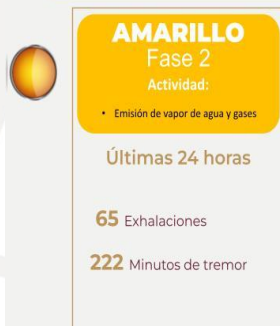 AMARILLO
Fase 2
Actividad:
• Emisión de vapor de agua y gases
Últimas 24 horas
65 Exhalaciones
222 Minutos de tremor